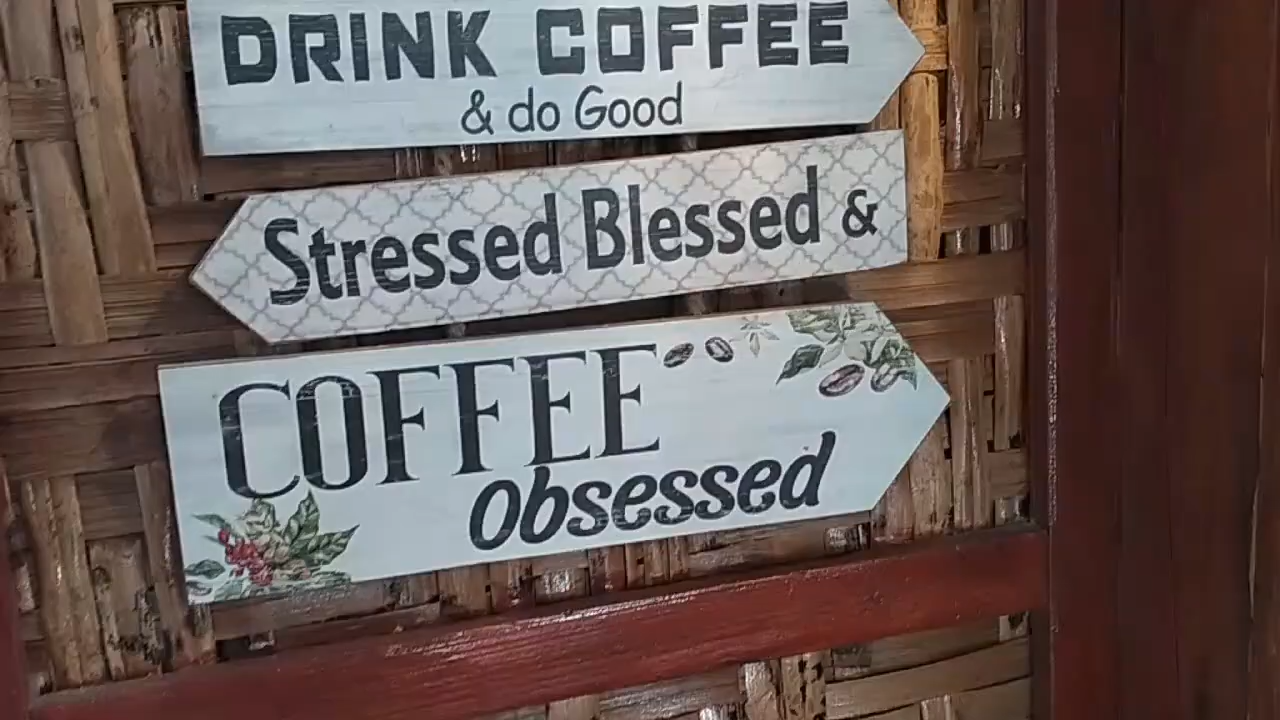 DRINK COFFEE
& do Good
Stressed Blessed &
COFFEE
obsessed